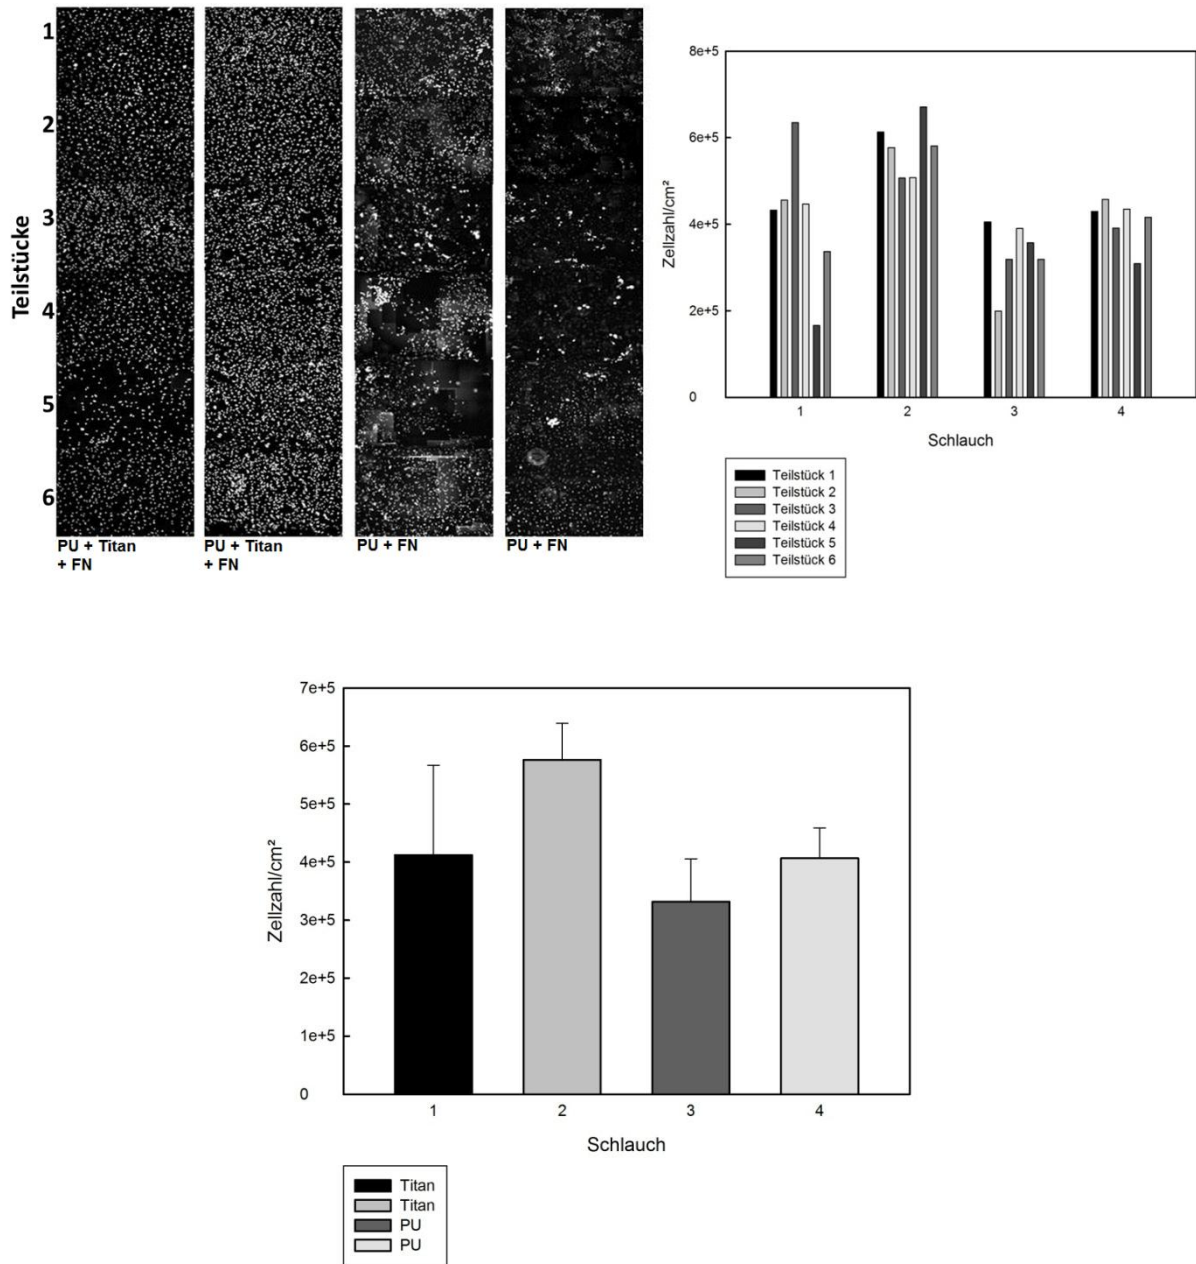 Teilstücke
1
2
3
4
5
6
PU + Titan
+ FN
PU + Titan
+ FN
PU + FN
PU + FN
Zellzahl/cm²
8e+5
6e+5
4e+5
2e+5
0
1 2 3 4
Schlauch
Teilstück 1
Teilstück 2
Teilstück 3
Teilstück 4
Teilstück 5
Teilstück 6
Zellzahl/cm²
7e+5
6e+5
5e+5
4e+5
3e+5
2e+5
1e+5
0
1 2 3 4
Schlauch
Titan
Titan
PU
PU